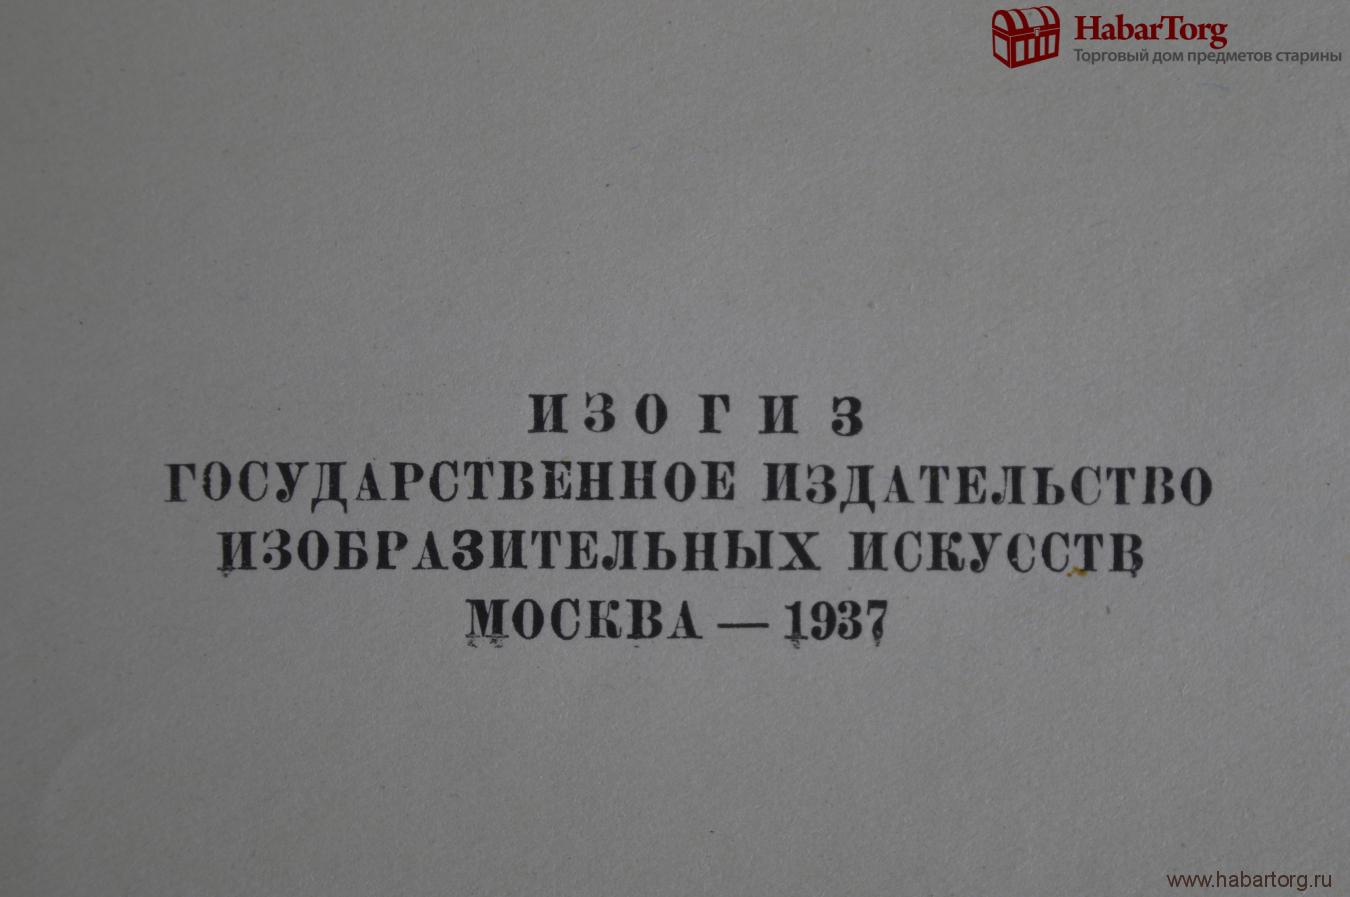 HabarTorg
Торговый дом предметов старины
ИЗОГИЗ
ГОСУДАРСТВЕННОЕ ИЗДАТЕЛЬСТВО
ИЗОБРАЗИТЕЛЬНЫХ ИСКУССТВ
МОСКВА — 1937
www.habartorg.ru